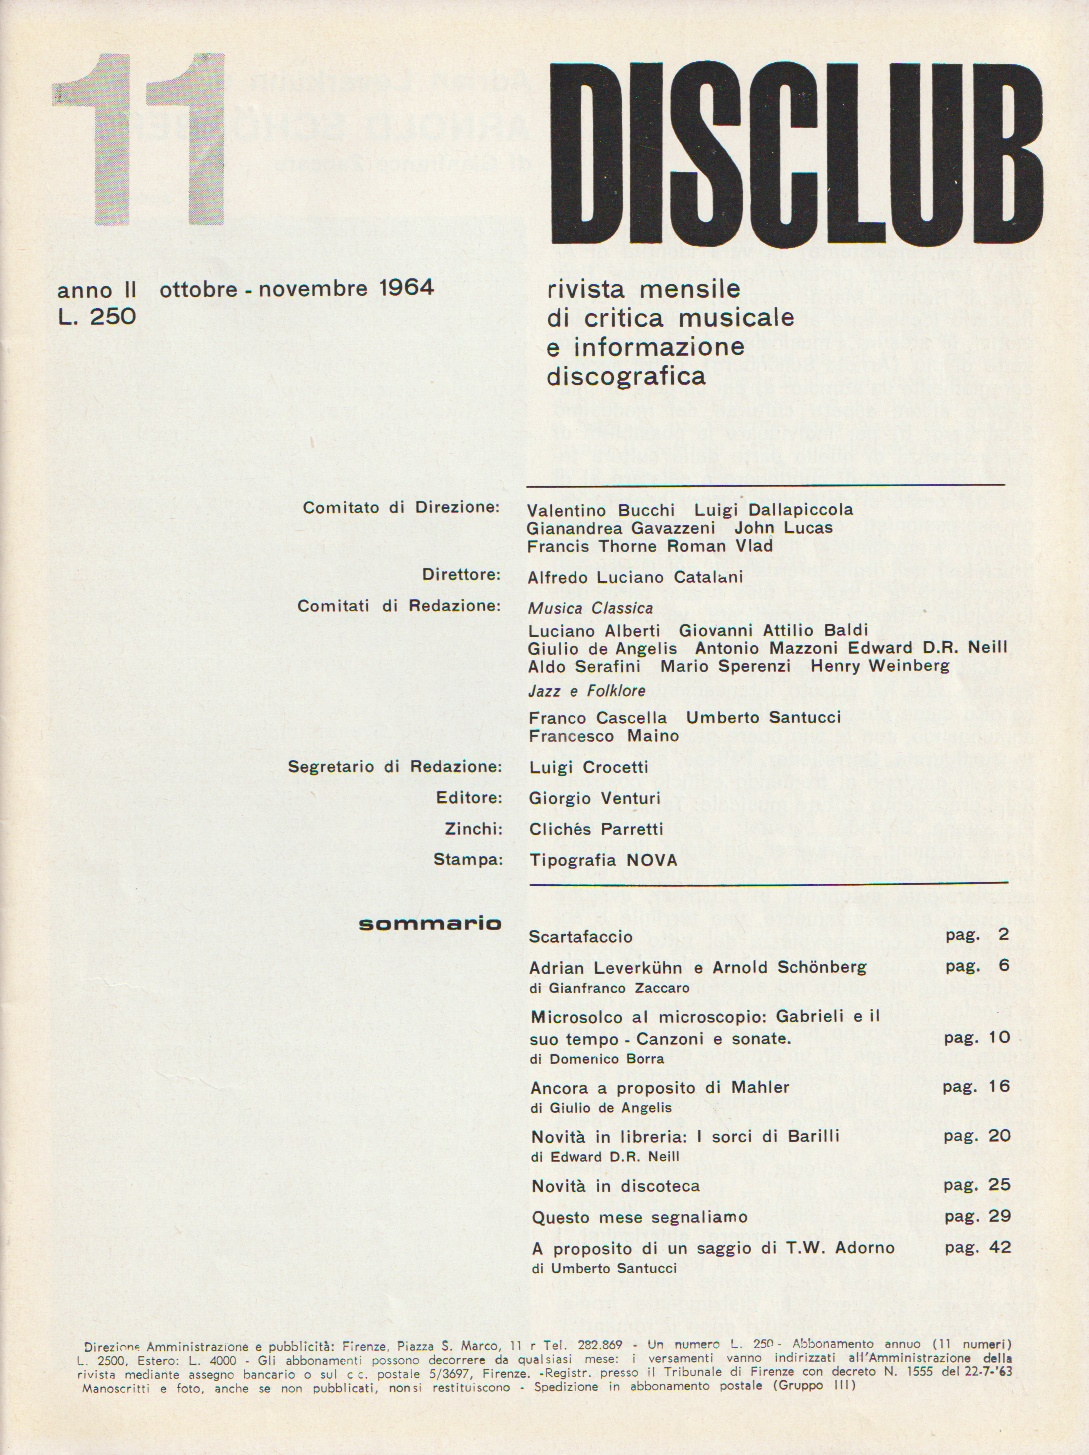 11
DISCLUB
anno II ottobre - novembre 1964
L. 250
rivista mensile
di critica musicale
e informazione
discografica
Comitato di Direzione: Valentino Bucchi Luigi Dallapiccola
Gianandrea Gavazzeni John Lucas
Francis Thorne Roman Vlad
Direttore: Alfredo Luciano Catalani
Comitati di Redazione: Musica Classica
Luciano Alberti Giovanni Attilio Baldi
Giulio de Angelis Antonio Mazzoni Edward D.R. Neill
Aldo Serafini Mario Sperenzi Henry Weinberg
Jazz e Folklore
Franco Cascella Umberto Santucci
Francesco Maino
Segretario di Redazione: Luigi Crocetti
Editore: Giorgio Venturi
Zinchi: Clichés Parretti
Stampa: Tipografia NOVA
sommario
Scartafaccio pag. 2
Adrian Leverkühn e Arnold Schönberg pag. 6
di Gianfranco Zaccaro
Microsolco al microscopio: Gabrieli e il
suo tempo - Canzoni e sonate. pag. 10
di Domenico Borra
Ancora a proposito di Mahler pag. 16
di Giulio de Angelis
Novità in libreria: I sorci di Barilli pag. 20
di Edward D.R. Neill
Novità in discoteca pag. 25
Questo mese segnaliamo pag. 29
A proposito di un saggio di T.W. Adorno pag. 42
di Umberto Santucci
Direzione Amministrazione e pubblicità: Firenze, Piazza S. Marco, 11 r Tel. 282.869 - Un numero L. 250 - Abbonamento annuo (11 numeri)
L. 2500, Estero: L. 4000 - Gli abbonamenti possono decorrere da qualsiasi mese: i versamenti vanno indirizzati all'Amministrazione della
rivista mediante assegno bancario o sul c c. postale 5/3697, Firenze. -Registr. presso il Tribunale di Firenze con decreto N. 1555 del 22-7-'63
Manoscritti e foto, anche se non pubblicati, non si restituiscono - Spedizione in abbonamento postale (Gruppo III)